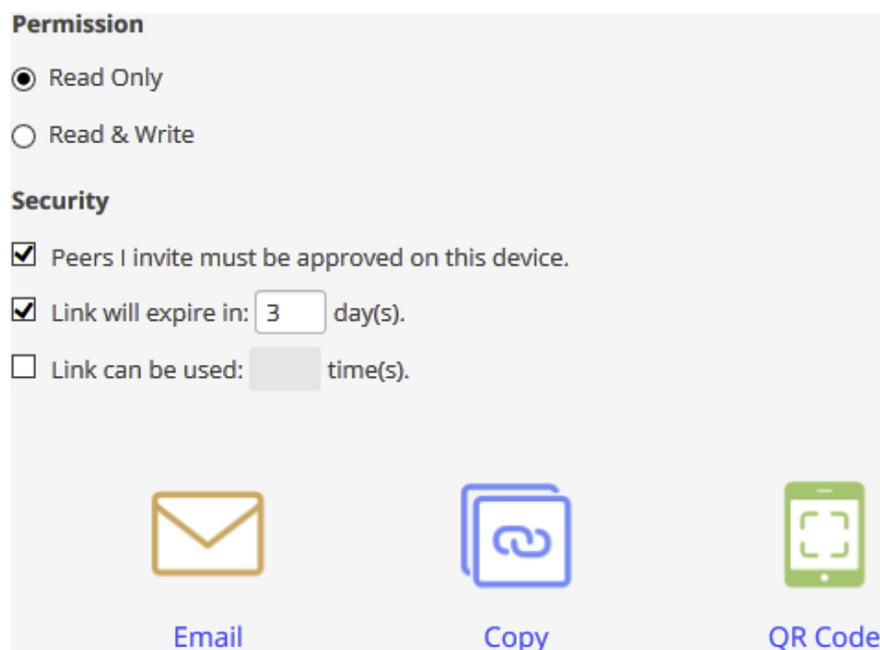 Permission
Read Only
Read & Write
Security
Peers I invite must be approved on this device.
Link will expire in: 3 day(s).
Link can be used: time(s).
Email Copy QR Code